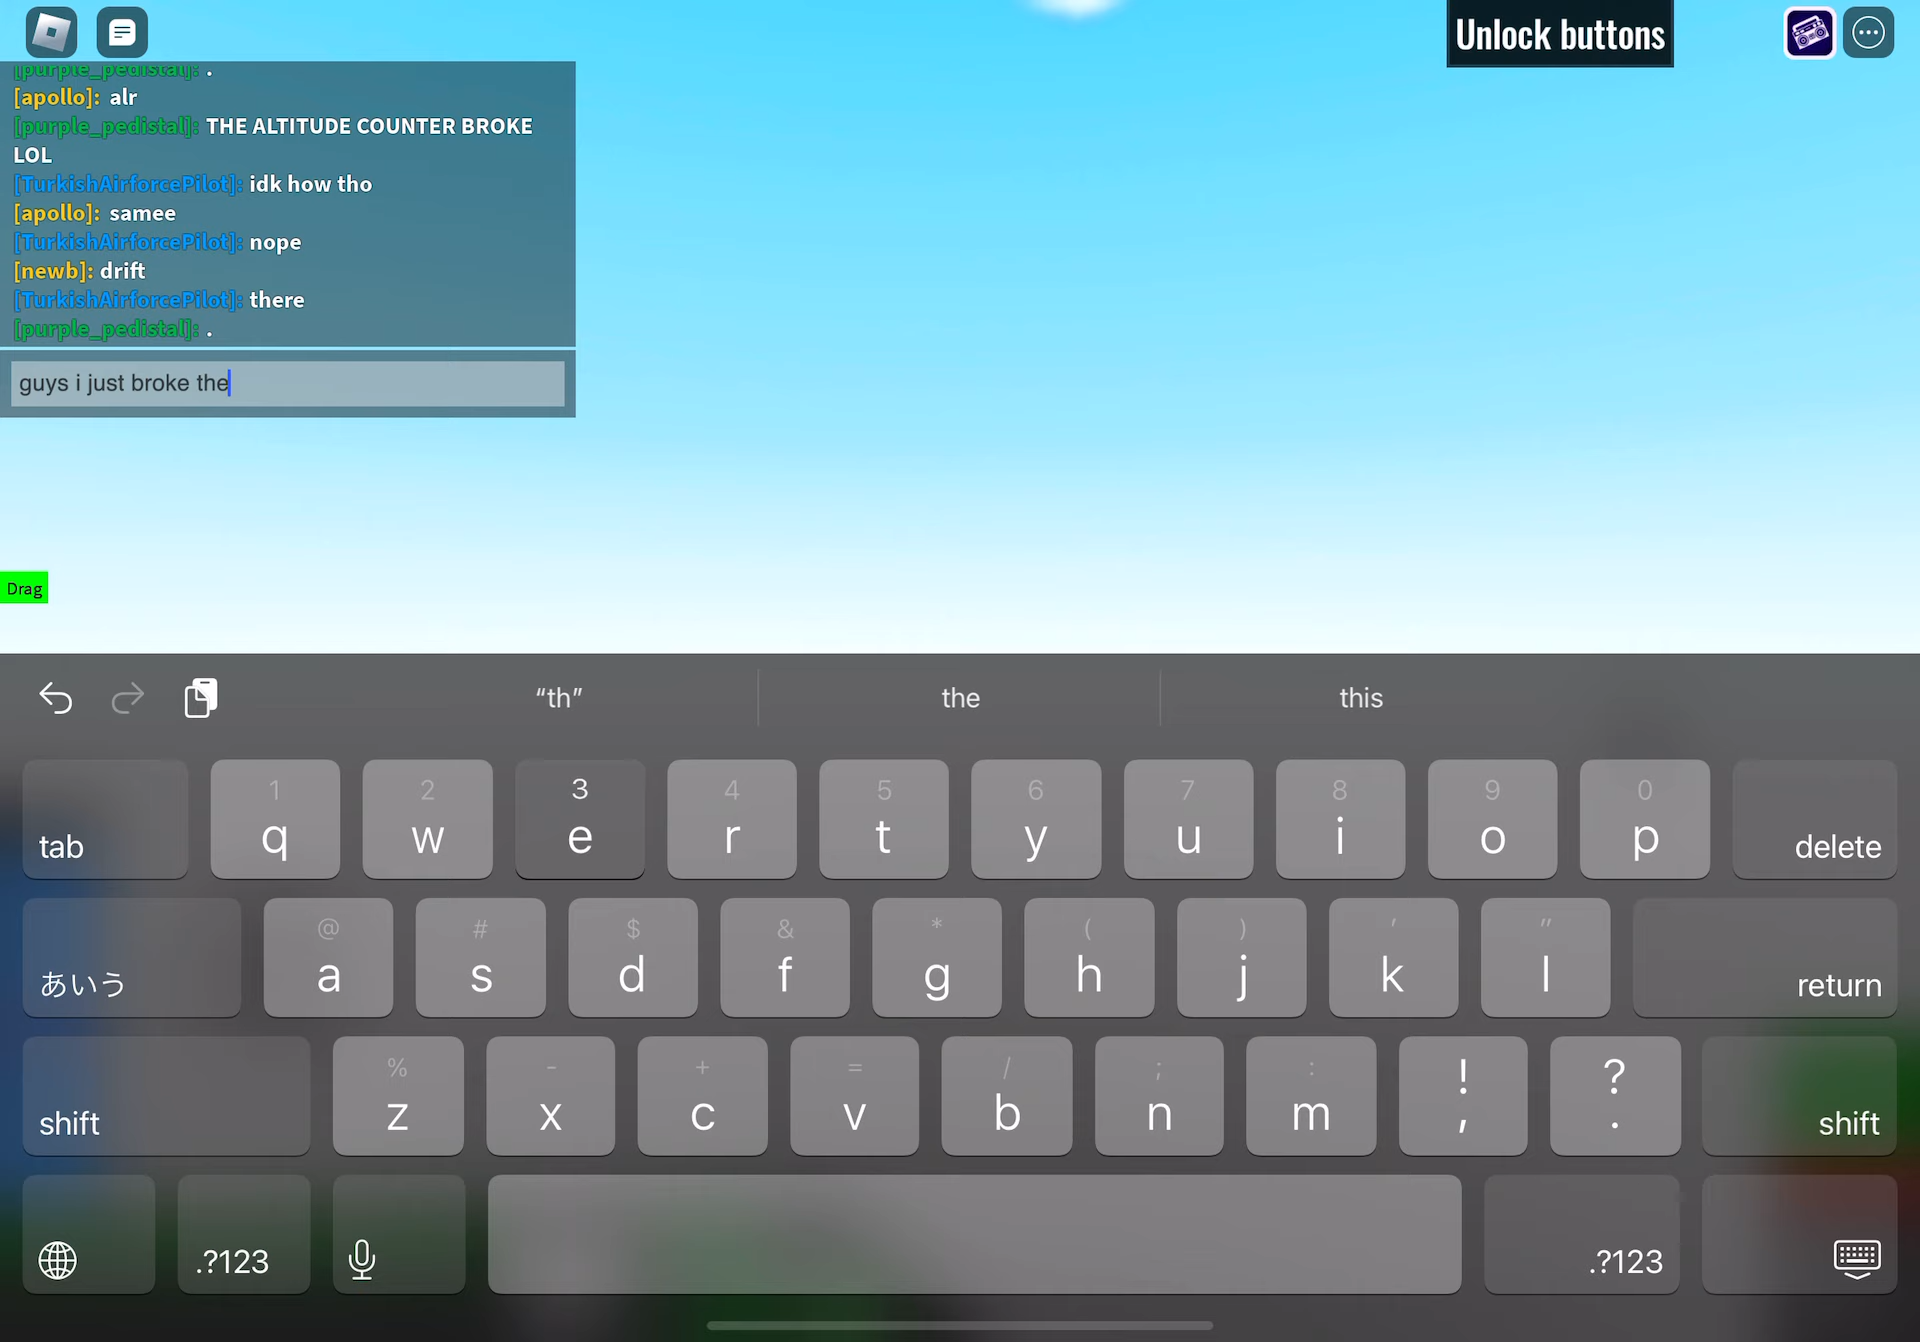 Unlock buttons
[purple_pedistal]: .
[apollo]: alr
[purple_pedistal]: THE ALTITUDE COUNTER BROKE
LOL
[TurkishAirforcePilot]: idk how tho
[apollo]: samee
[TurkishAirforcePilot]: nope
[newb]: drift
[TurkishAirforcePilot]: there
[purple_pedistal]: .
guys i just broke the
Drag
“th” the this
1 2 3 4 5 6 7 8 9 0
tab q w e r t y u i o p delete
@ # $ & * ( ) ' "
あいう a s d f g h j k l return
% - + = / ; : ! ?
shift z x c v b n m , . shift
.?123 .?123